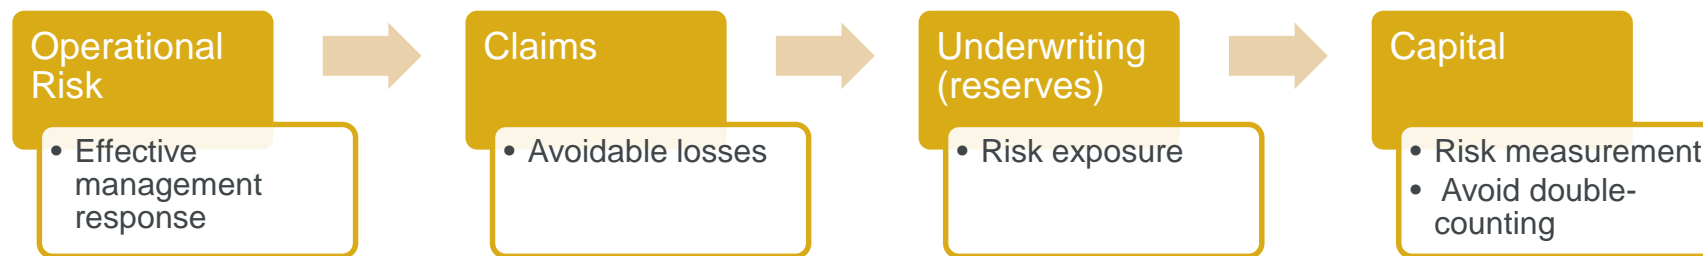 Operational
Risk
• Effective
management
response
Claims
• Avoidable losses
Underwriting
(reserves)
• Risk exposure
Capital
• Risk measurement
• Avoid double-
counting